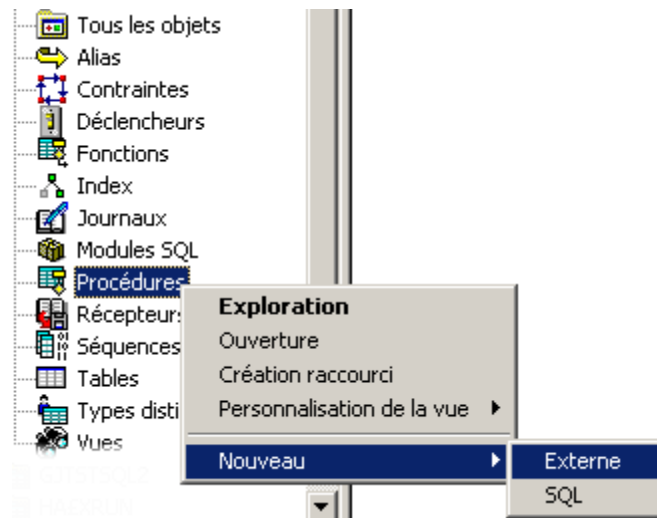 Tous les objets
Alias
Contraintes
Déclencheurs
Fonctions
Index
Journaux
Modules SQL
Procédures
Récepteur
Séquences
Tables
Types disti
Vues
Exploration
Ouverture
Création raccourci
Personnalisation de la vue
Nouveau
Externe
SQL